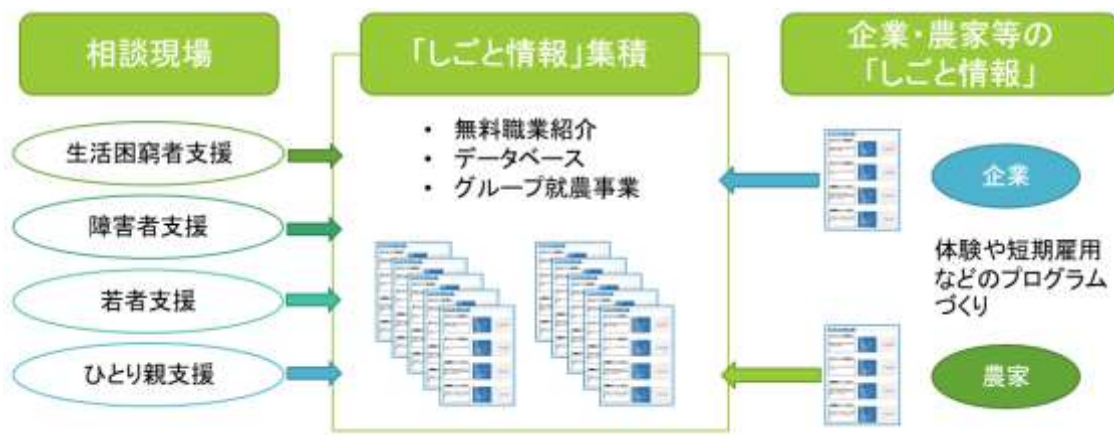 相談現場
生活困窮者支援
障害者支援
若者支援
ひとり親支援
「しごと情報」集積
・ 無料職業紹介
・ データベース
・ グループ就農事業
企業・農家等の
「しごと情報」
企業
体験や短期雇用
などのプログラム
づくり
農家